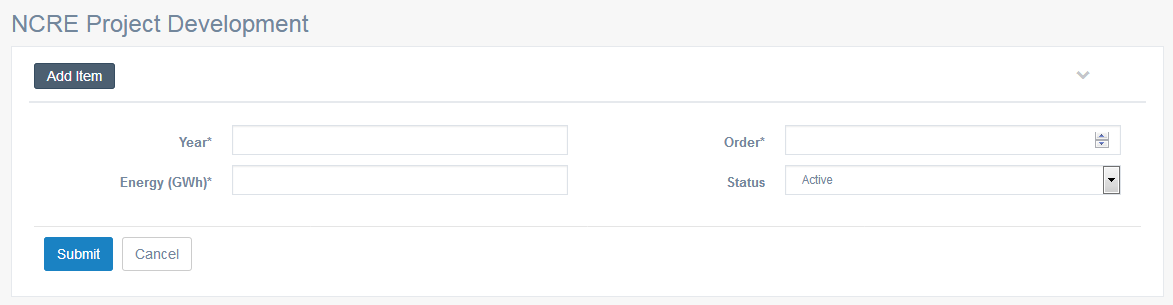 NCRE Project Development
Add Item
Year*
Order*
Energy (GWh)*
Status
Active
Submit
Cancel